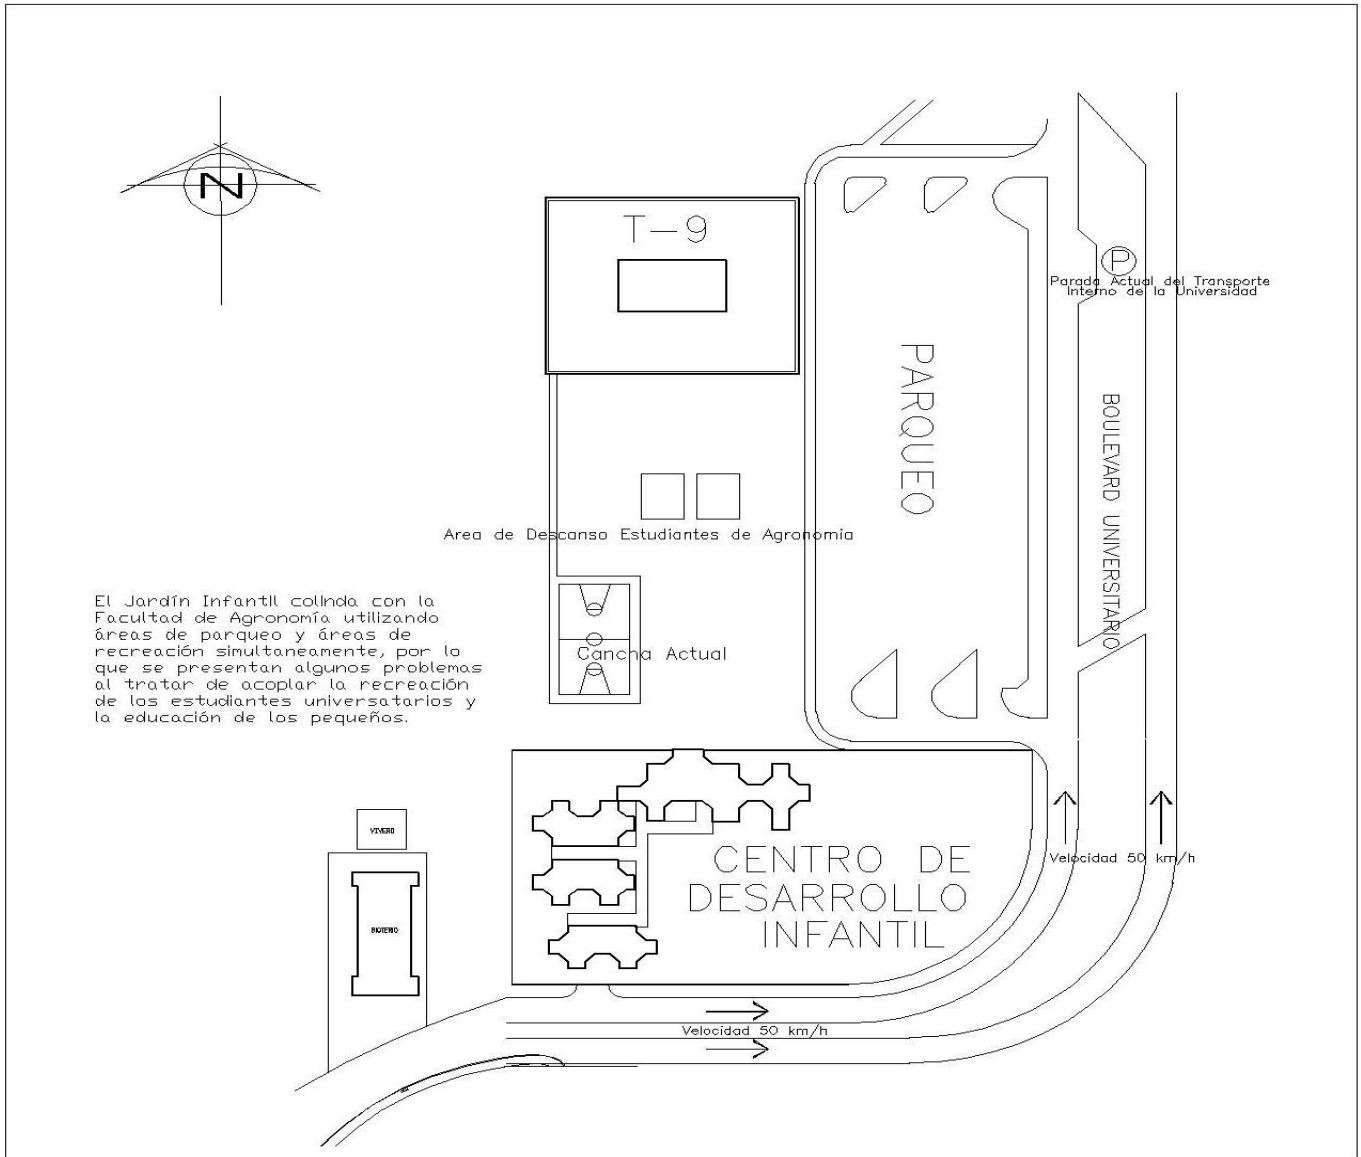 N
T-9
P
Parada Actual del Transporte
Interno de la Universidad
PARQUEO
BOULEVARD UNIVERSITARIO
Area de Descanso Estudiantes de Agronomia
El Jardín Infantil colinda con la
Facultad de Agronomía utilizando
áreas de parqueo y áreas de
recreación simultaneamente, por lo
que se presentan algunos problemas
al tratar de acoplar la recreación
de los estudiantes universatarios y
la educación de los pequeños.
Cancha Actual
VIVERO
BIOTERIO
CENTRO DE
DESARROLLO
INFANTIL
Velocidad 50 km/h
Velocidad 50 km/h